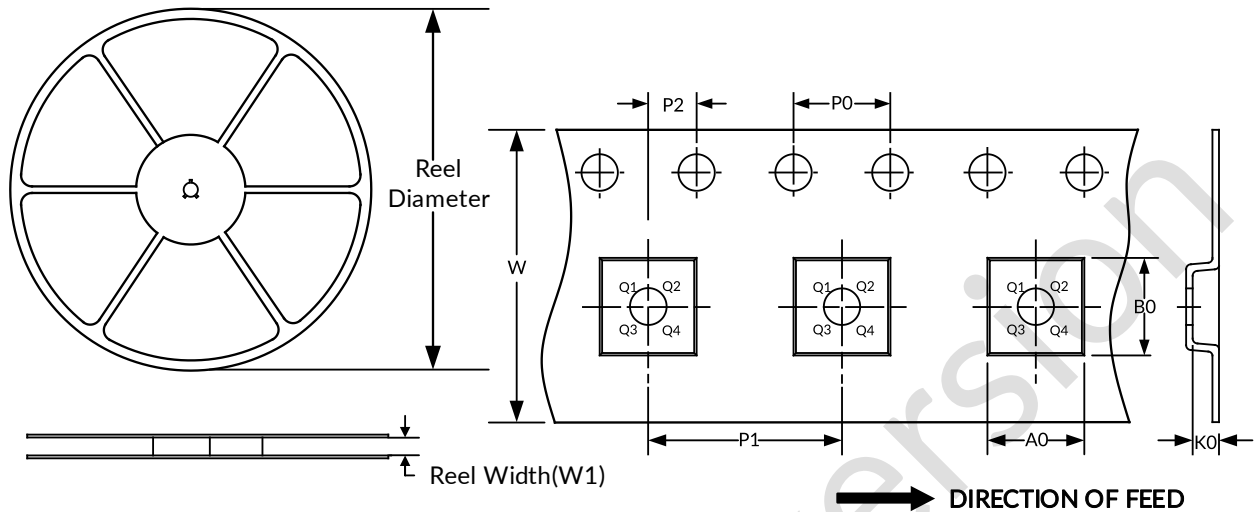 Reel
Diameter
P2
P0
W
Q1 Q2
Q3 Q4
Q1 Q2
Q3 Q4
Q1 Q2
Q3 Q4
B0
P1
A0
K0
Reel Width(W1)
DIRECTION OF FEED
ersion